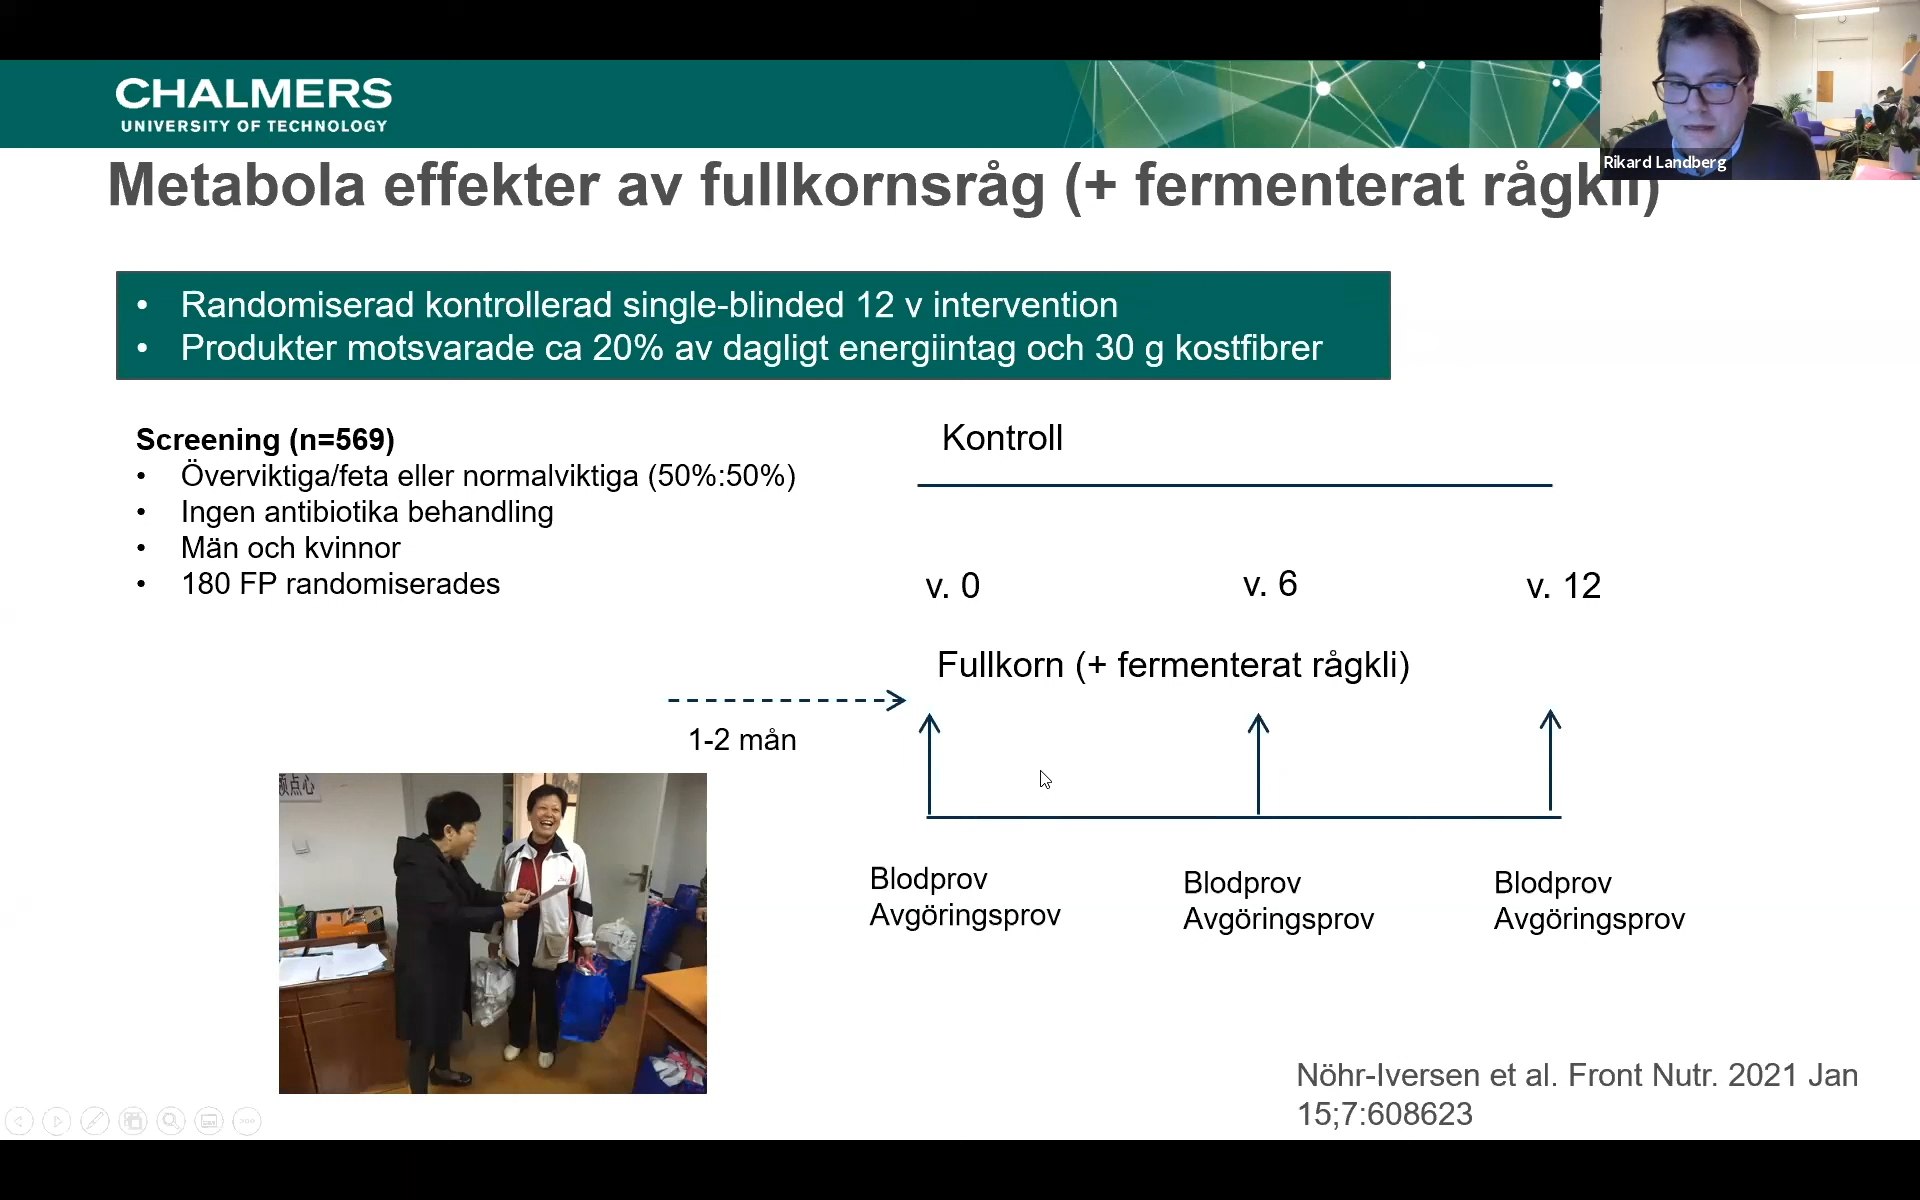 CHALMERS
UNIVERSITY OF TECHNOLOGY
Rikard Landberg
Metabola effekter av fullkornsråg (+ fermenterat rågkli)
• Randomiserad kontrollerad single-blinded 12 v intervention
• Produkter motsvarade ca 20% av dagligt energiintag och 30 g kostfibrer
Screening (n=569)
• Överviktiga/feta eller normalviktiga (50%:50%)
• Ingen antibiotika behandling
• Män och kvinnor
• 180 FP randomiserades
Kontroll
v. 0
v. 6
v. 12
Fullkorn (+ fermenterat rågkli)
1-2 mån
点心
Blodprov
Avgöringsprov
Blodprov
Avgöringsprov
Blodprov
Avgöringsprov
Nöhr-Iversen et al. Front Nutr. 2021 Jan
15;7:608623